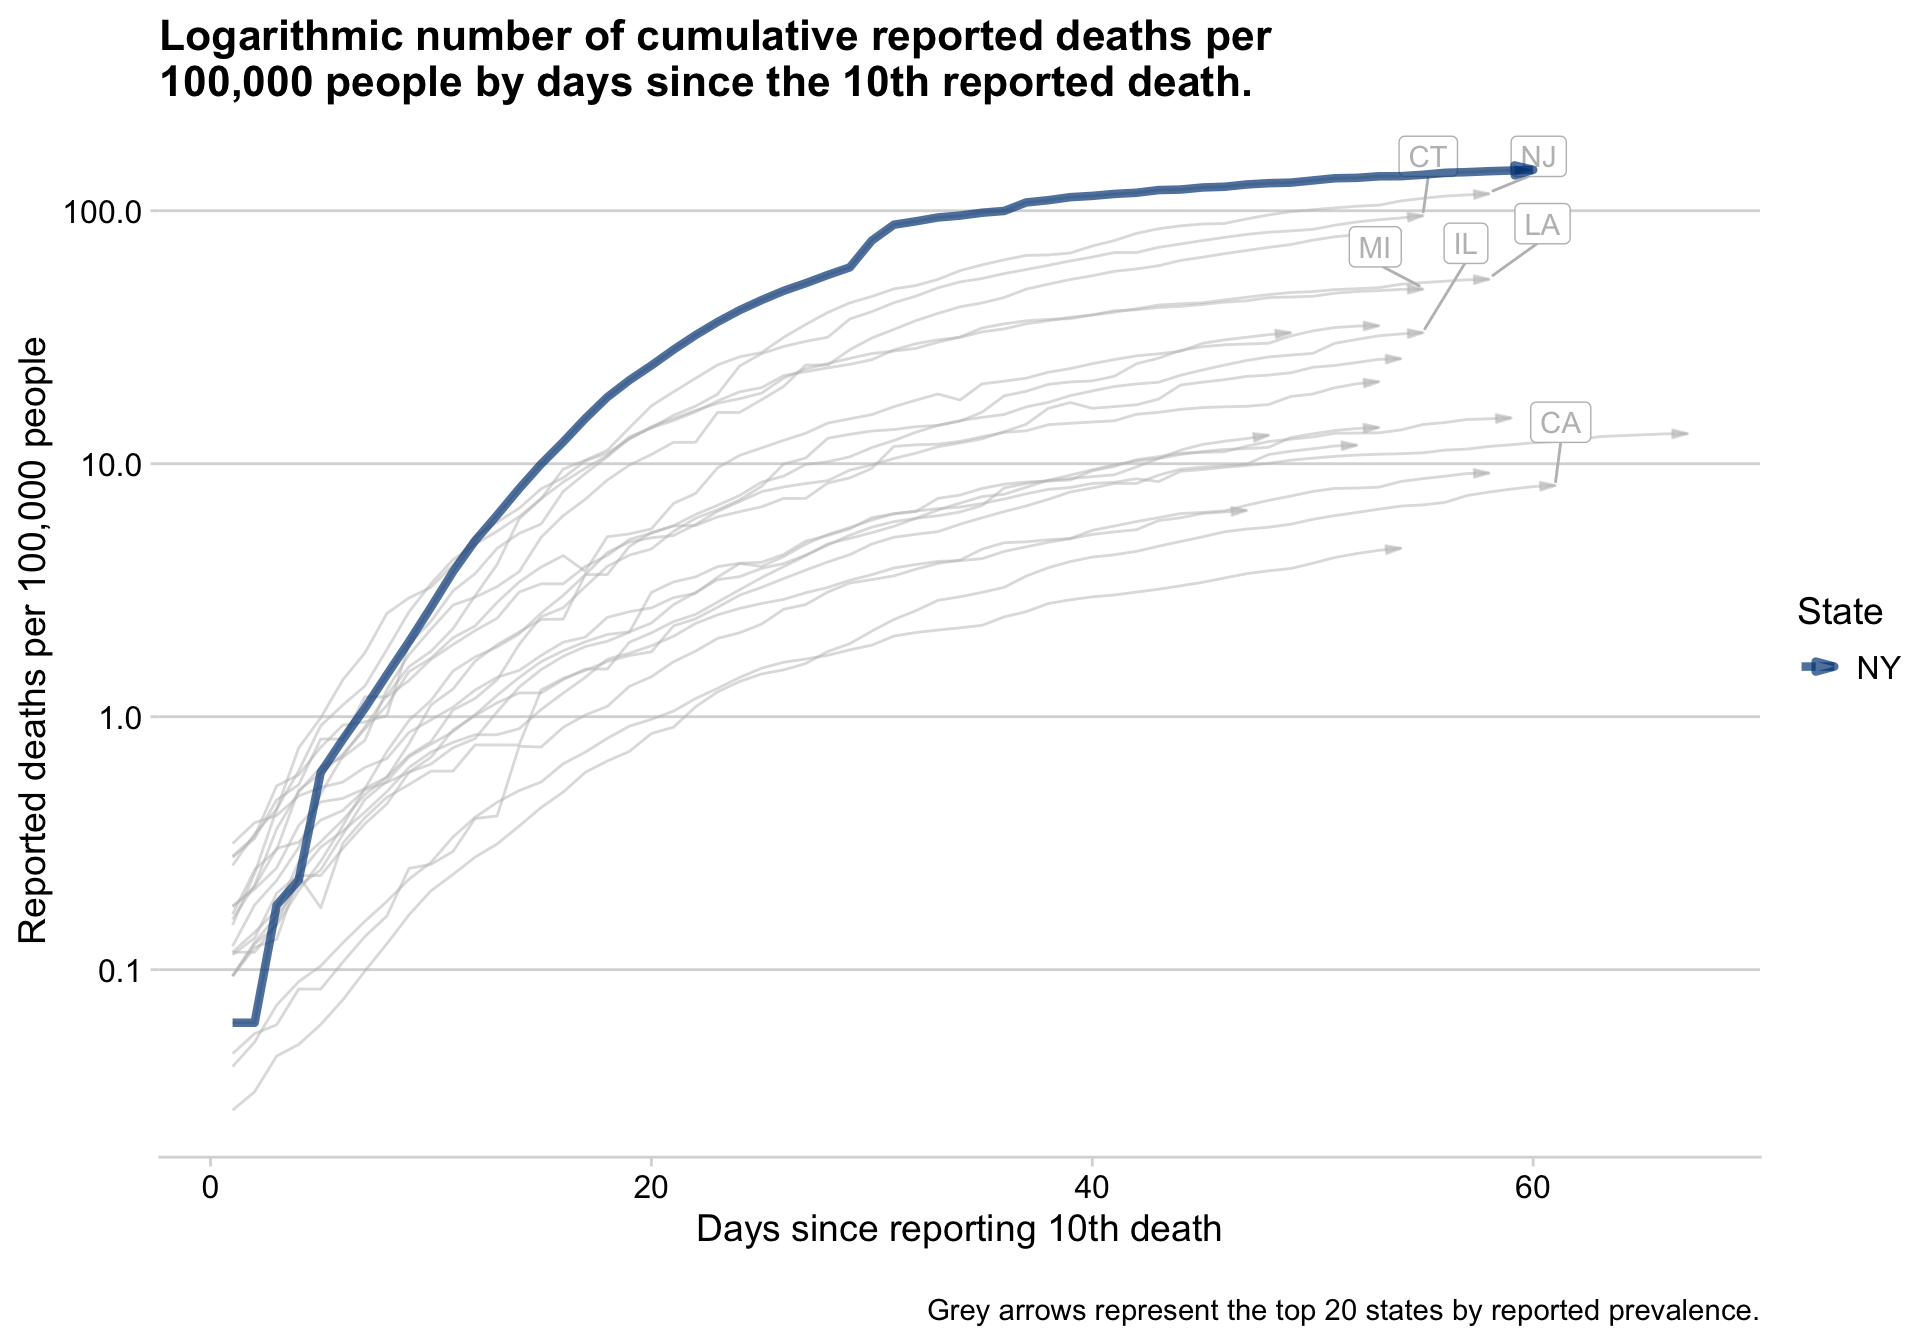 Logarithmic number of cumulative reported deaths per
100,000 people by days since the 10th reported death.
CT
NJ
100.0
LA
MI
IL
CA
10.0
Reported deaths per 100,000 people
State
NY
1.0
0.1
0
20
40
60
Days since reporting 10th death
Grey arrows represent the top 20 states by reported prevalence.